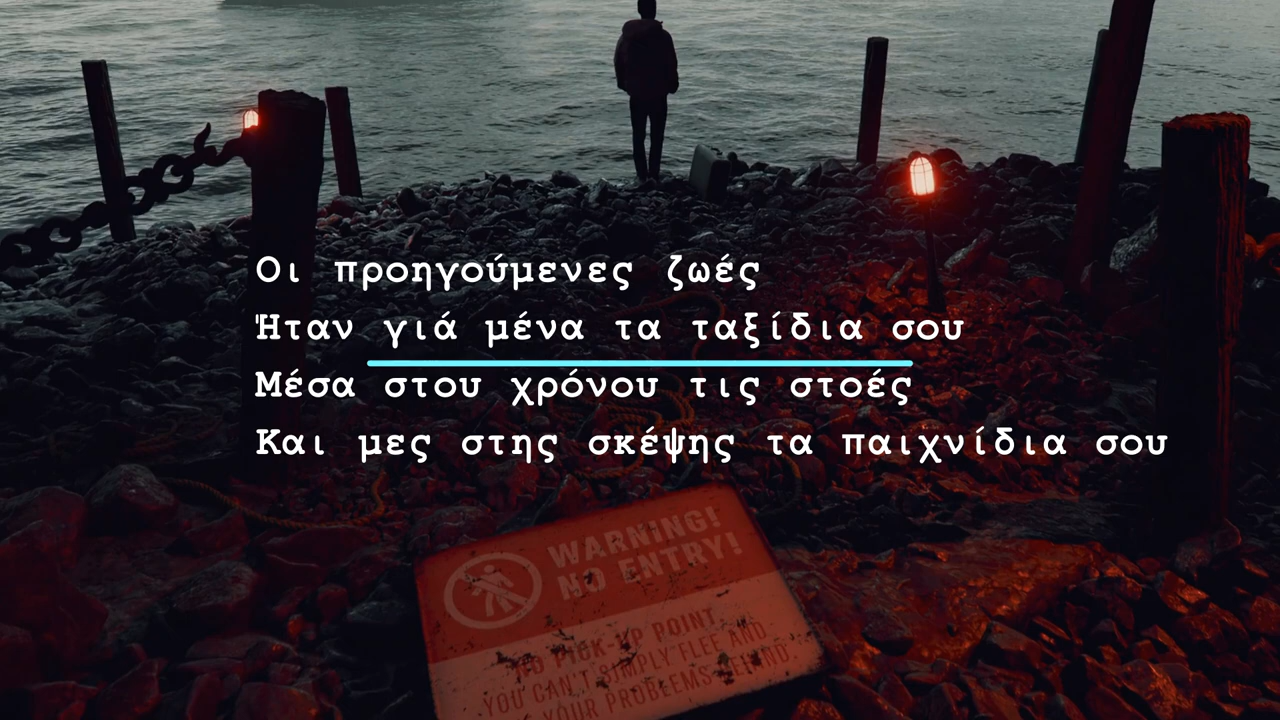 Οι προηγούμενες ζωές
Ήταν γιά μένα τα ταξίδια σου
Μέσα στου χρόνου τις στοές
Και μες στης σκέψης τα παιχνίδια σου
WARNING!
NO ENTRY!
NO PICK-UP POINT
YOU CAN'T SIMPLY FLEE AND
YOUR PROBLEMS BEHIND.